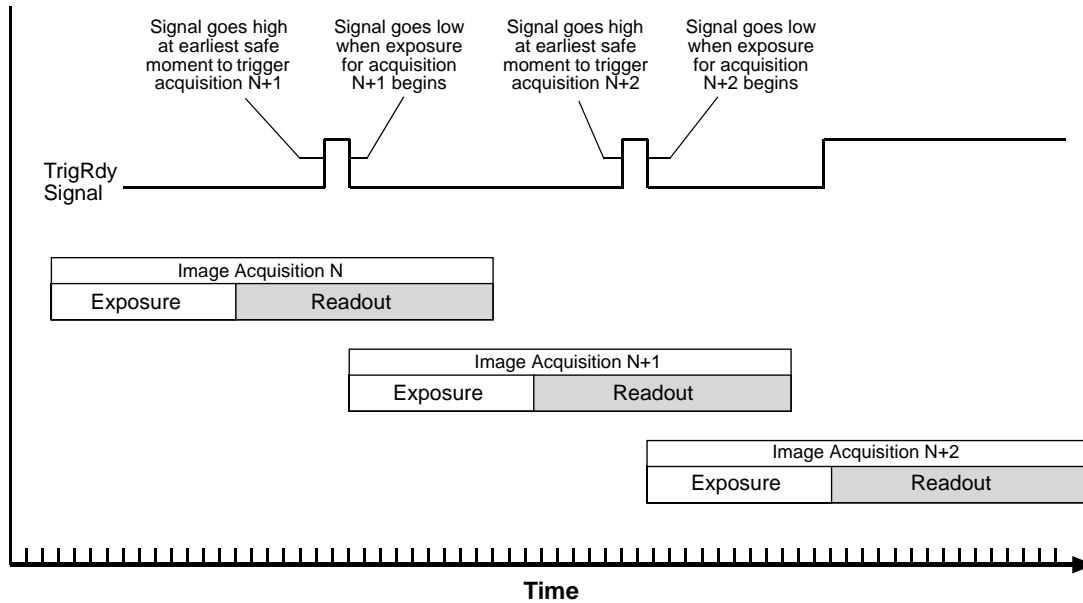 Signal goes high
at earliest safe
moment to trigger
acquisition N+1
Signal goes low
when exposure
for acquisition
N+1 begins
Signal goes high
at earliest safe
moment to trigger
acquisition N+2
Signal goes low
when exposure
for acquisition
N+2 begins
TrigRdy
Signal
Image Acquisition N
Exposure
Readout
Image Acquisition N+1
Exposure
Readout
Image Acquisition N+2
Exposure
Readout
Time